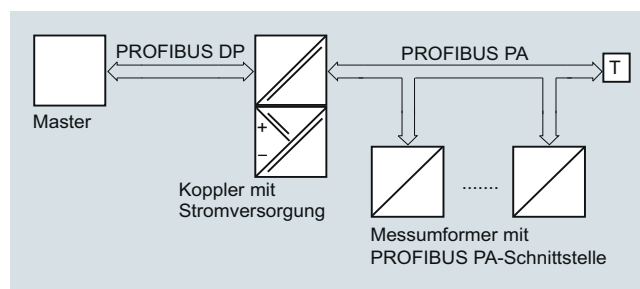 PROFIBUS DP
PROFIBUS PA
T
Master
+
−
Koppler mit
Stromversorgung
.......
Messumformer mit
PROFIBUS PA-Schnittstelle